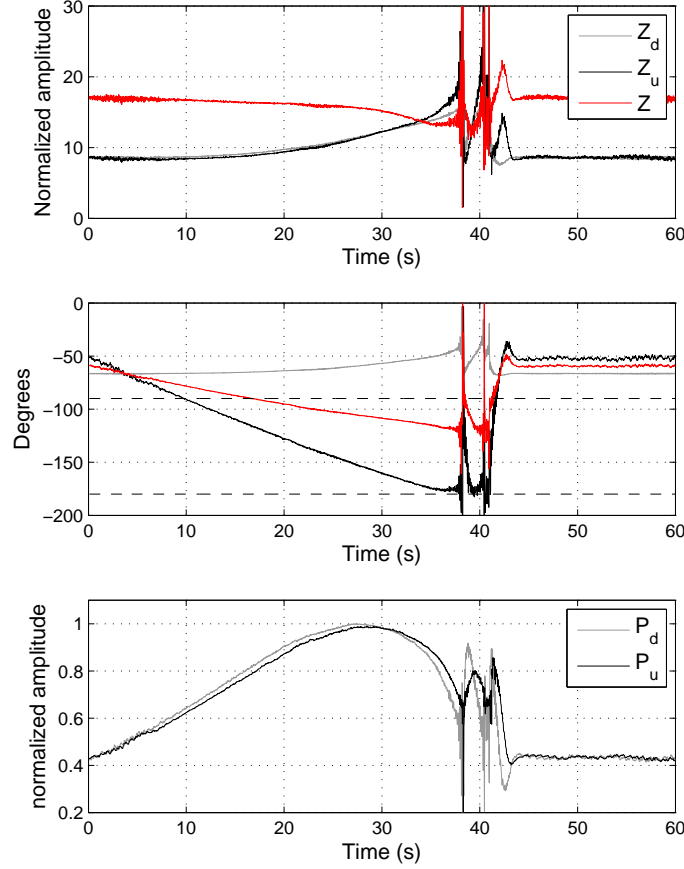 30
20
10
0
Normalized amplitude
Z_d
Z_u
Z
0 10 20 30 40 50 60
Time (s)
0
−50
−100
−150
−200
Degrees
0 10 20 30 40 50 60
Time (s)
1
0.8
0.6
0.4
0.2
normalized amplitude
P_d
P_u
0 10 20 30 40 50 60
Time (s)